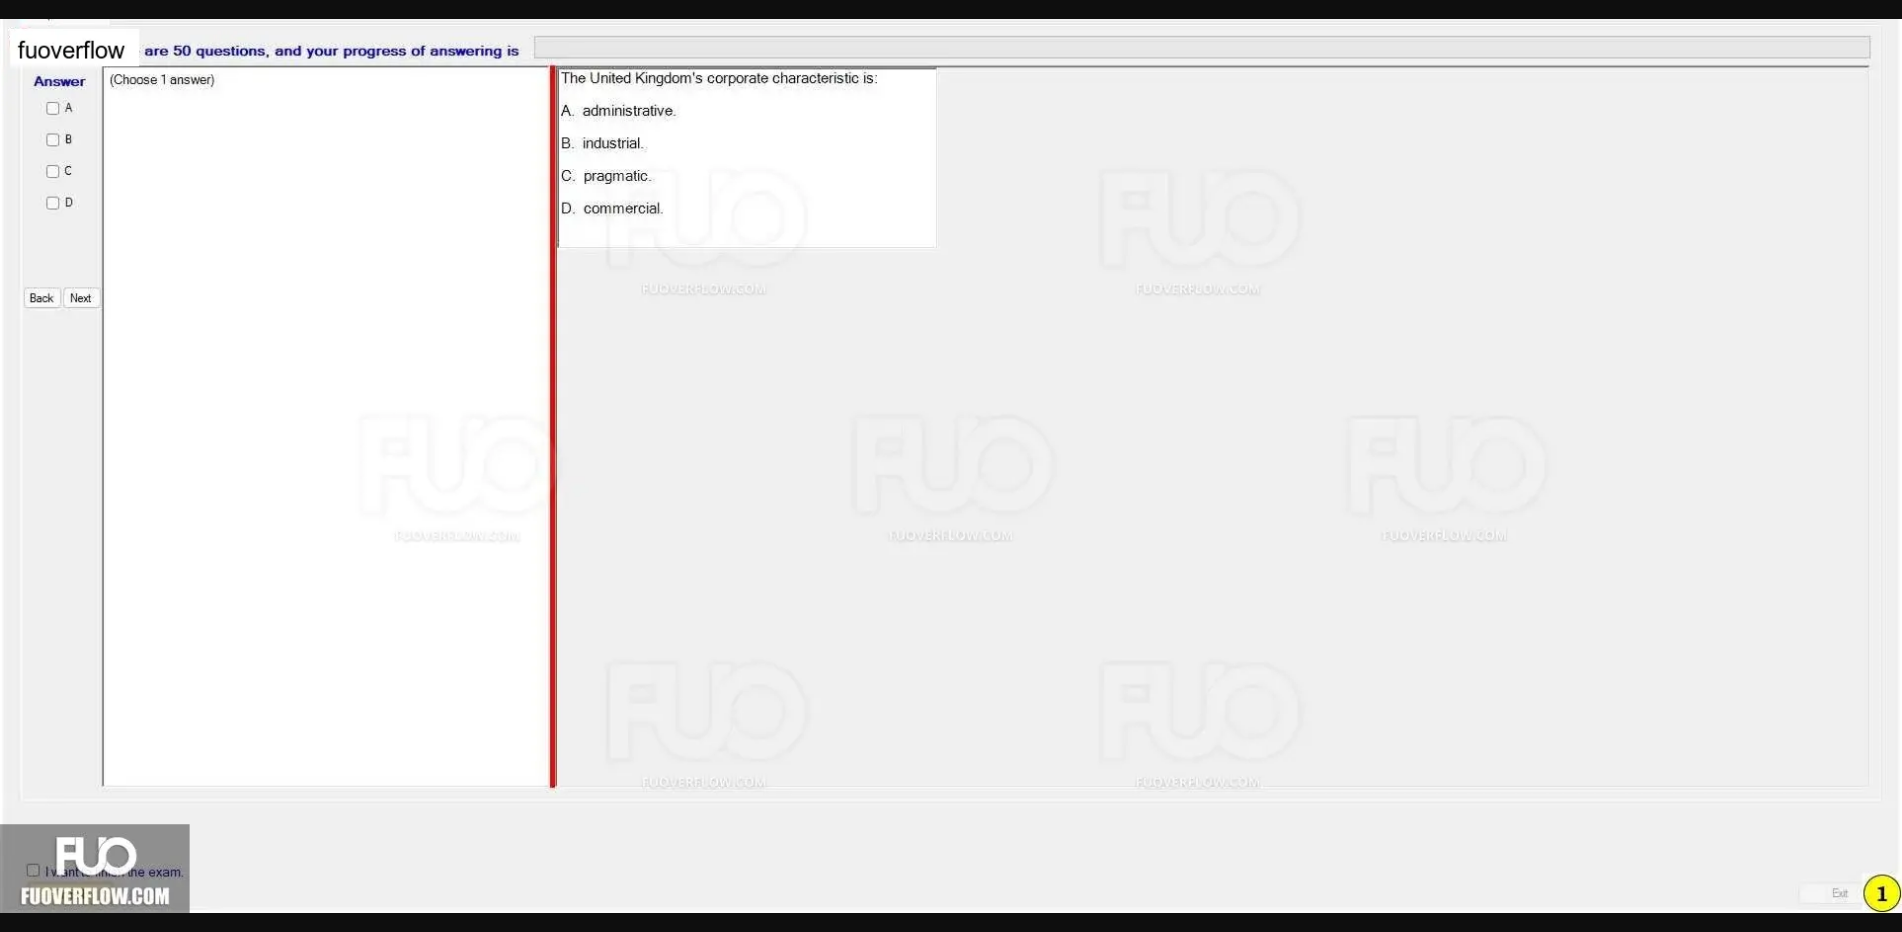 fuoverflow are 50 questions, and your progress of answering is
Answer
A
B
C
D
Back Next
(Choose 1 answer)
The United Kingdom's corporate characteristic is:
A. administrative.
B. industrial.
C. pragmatic.
D. commercial.
FUO
FUOVERFLOW.COM
FUO
FUOVERFLOW.COM
FUO
FUOVERFLOW.COM
FUO
FUOVERFLOW.COM
FUO
FUOVERFLOW.COM
FUO
FUOVERFLOW.COM
FUO
FUOVERFLOW.COM
FUO
I want the exam.
FUOVERFLOW.COM
Exit
1